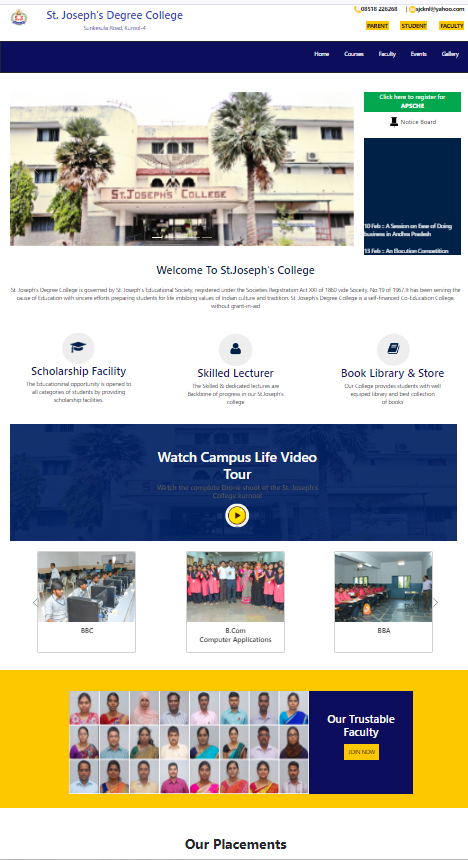 St. Joseph's Degree College
Sunkesula Road, Kurnool-4
08518 226268 | sjcknl@yahoo.com
PARENT STUDENT FACULTY
Home Courses Faculty Events Gallery
Click here to register for
APSCHE
Notice Board
ST.JOSEPH'S COLLEGE
10 Feb :: A Session on Ease of Doing
business in Andhra Pradesh
13 Feb :: An Elocution Competition
Welcome To St.Joseph's College
St. Joseph's Degree College is governed by St. Joseph's Educational Society, registered under the Societies Registration Act XXI of 1860 vide Society. No.19 of 1967.It has been serving the
cause of Education with sincere efforts preparing students for life imbibing values of Indian culture and tradition. St. Joseph's Degree College is a self-financed Co-Education College,
without grant-in-aid
Scholarship Facility
The Educationnal opportunity is opened to
all categories of students by providing
scholarship facilities
Skilled Lecturer
The Skilled & dedicated lectures are
Backbone of progress in our St.Joseph's
college
Book Library & Store
Our College provides students with well
equiped library and best collection
of books
Watch Campus Life Video
Tour
Watch the complete Drone shoot of the St. Joseph's
College kurnool
BBC
B.Com
Computer Applications
BBA
Our Trustable
Faculty
JOIN NOW
Our Placements